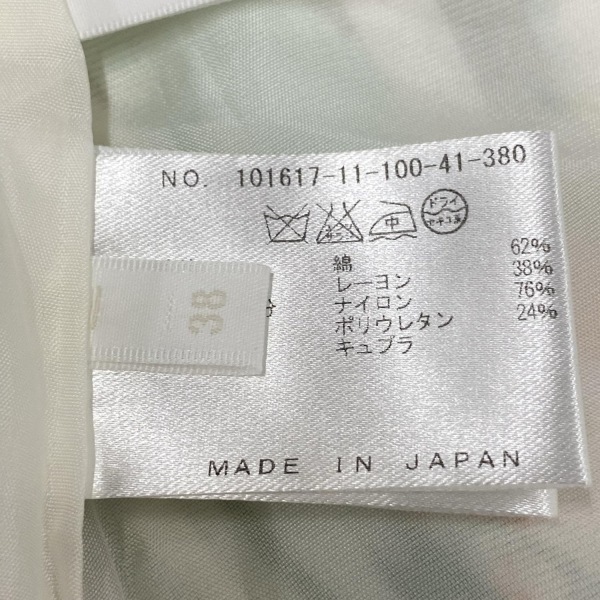 NO. 101617-11-100-41-380
中 ドライ
綿 62%
レーヨン 38%
ナイロン 76%
ポリウレタン 24%
キュプラ
38
MADE IN JAPAN